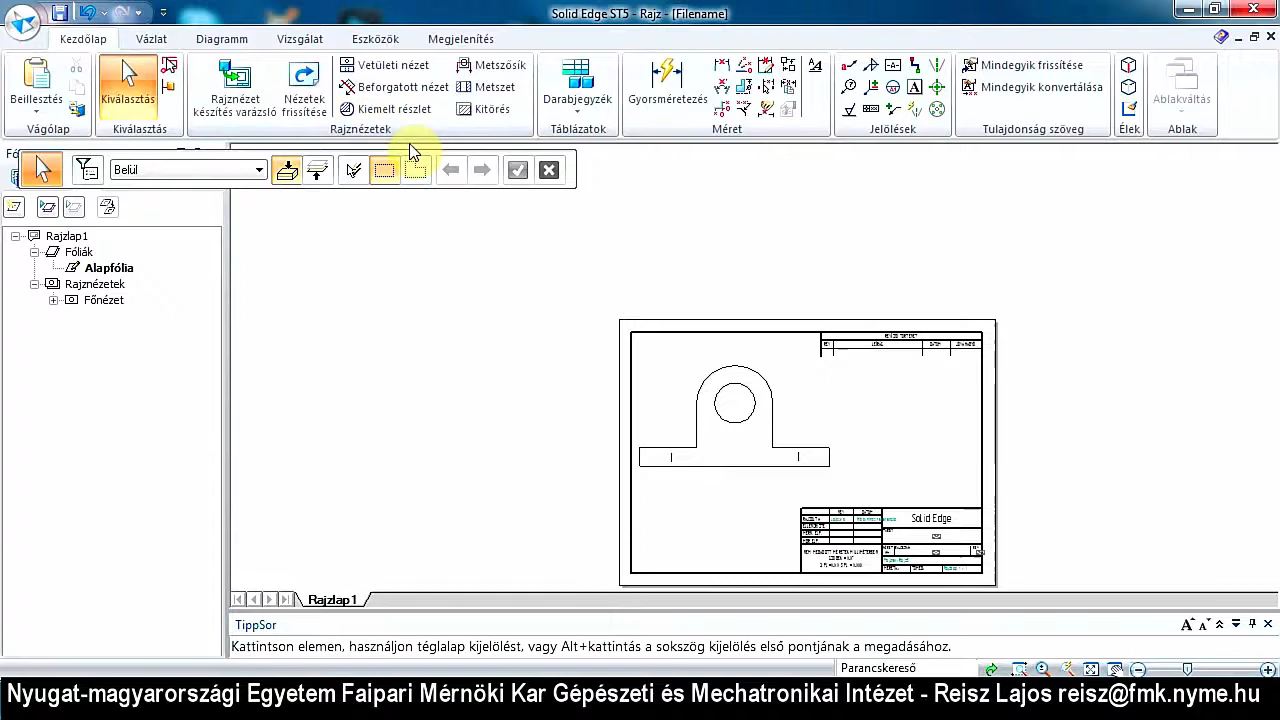 Solid Edge ST5 - Rajz - [Filename]
Kezdőlap Vázlat Diagramm Vizsgálat Eszközök Megjelenítés
Beillesztés
Vágólap
Kiválasztás
Kiválasztás
Rajznézet
készítés varázsló
Nézetek
frissítése
Vetületi nézet
Beforgatott nézet
Kiemelt részlet
Metszősík
Metszet
Kitörés
Rajznézetek
Darabjegyzék
Táblázatok
Gyorsméretezés
Méret
Jelölések
Mindegyik frissítése
Mindegyik konvertálása
Tulajdonság szöveg
Élek
Ablakváltás
Ablak
Belül
Rajzlap1
Fóliák
Alapfólia
Rajznézetek
Főnézet
Solid Edge
Rajzlap1
TippSor
Kattintson elemen, használjon téglalap kijelölést, vagy Alt+kattintás a sokszög kijelölés első pontjának a megadásához.
Parancskereső
Nyugat-magyarországi Egyetem Faipari Mérnöki Kar Gépészeti és Mechatronikai Intézet - Reisz Lajos reisz@fmk.nyme.hu